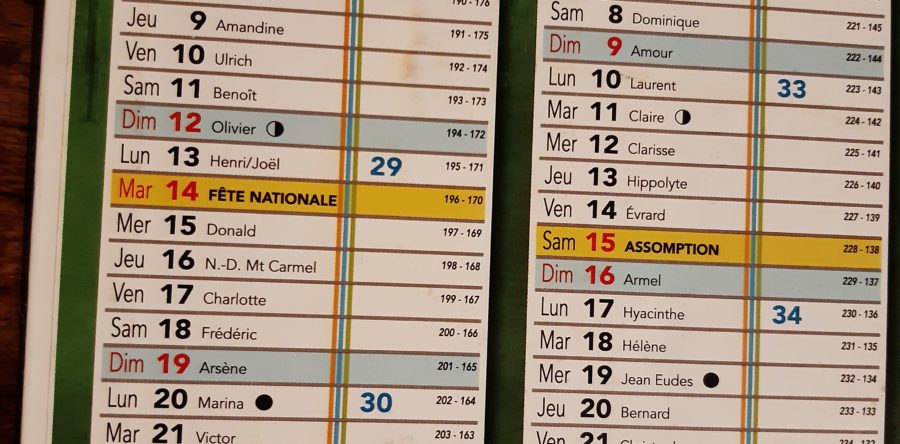 190 - 176
Jeu 9 Amandine 191 - 175
Ven 10 Ulrich 192 - 174
Sam 11 Benoît 193 - 173
Dim 12 Olivier 194 - 172
Lun 13 Henri/Joël 29 195 - 171
Mar 14 FÊTE NATIONALE 196 - 170
Mer 15 Donald 197 - 169
Jeu 16 N.-D. Mt Carmel 198 - 168
Ven 17 Charlotte 199 - 167
Sam 18 Frédéric 200 - 166
Dim 19 Arsène 201 - 165
Lun 20 Marina 30 202 - 164
Mar 21 Victor 203 - 163
Sam 8 Dominique 221 - 145
Dim 9 Amour 222 - 144
Lun 10 Laurent 33 223 - 143
Mar 11 Claire 224 - 142
Mer 12 Clarisse 225 - 141
Jeu 13 Hippolyte 226 - 140
Ven 14 Évrard 227 - 139
Sam 15 ASSOMPTION 228 - 138
Dim 16 Armel 229 - 137
Lun 17 Hyacinthe 34 230 - 136
Mar 18 Hélène 231 - 135
Mer 19 Jean Eudes 232 - 134
Jeu 20 Bernard 233 - 133
Ven 21